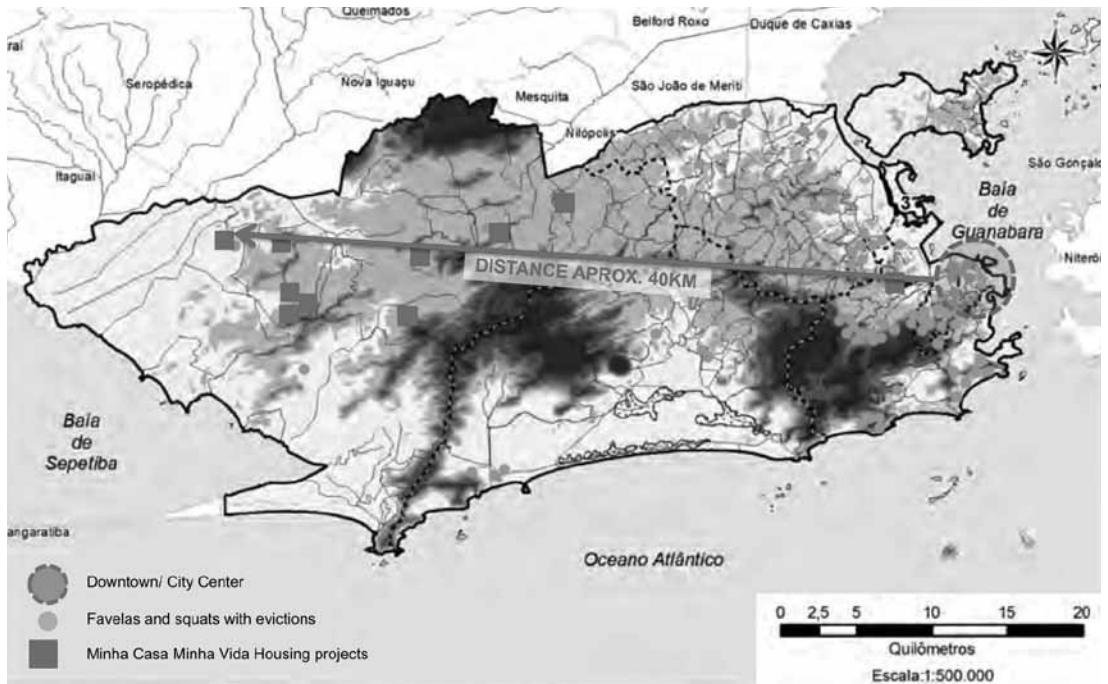 Queimados
Belford Roxo
Duque de Caxias
raí
Seropédica
Nova Iguaçu
São João de Meriti
Mesquita
Nilópolis
Itaguaí
São Gonçalo
Baía
de
Guanabara
Niterói
DISTANCE APROX. 40KM
Baía
de
Sepetiba
angaratiba
Oceano Atlântico
Downtown/ City Center
Favelas and squats with evictions
Minha Casa Minha Vida Housing projects
0 2,5 5 10 15 20
Quilômetros
Escala:1:500.000